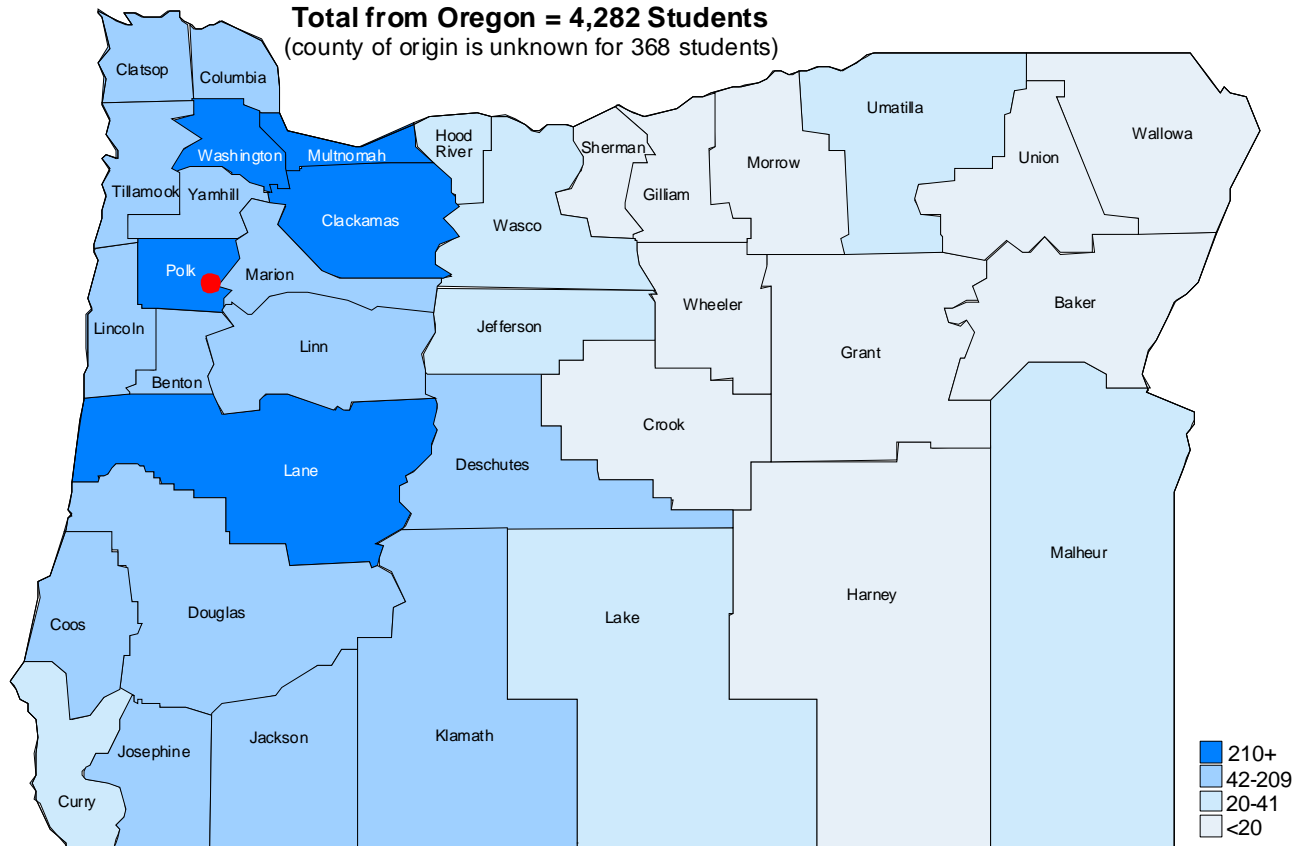 Total from Oregon = 4,282 Students
(county of origin is unknown for 368 students)
Clatsop
Columbia
Umatilla
Hood
River
Wallowa
Washington
Multnomah
Sherman
Union
Morrow
Tillamook
Yamhill
Gilliam
Clackamas
Wasco
Polk
Marion
Wheeler
Baker
Lincoln
Jefferson
Linn
Grant
Benton
Crook
Lane
Deschutes
Malheur
Harney
Douglas
Lake
Coos
Klamath
Jackson
Josephine
Curry
210+
42-209
20-41
<20